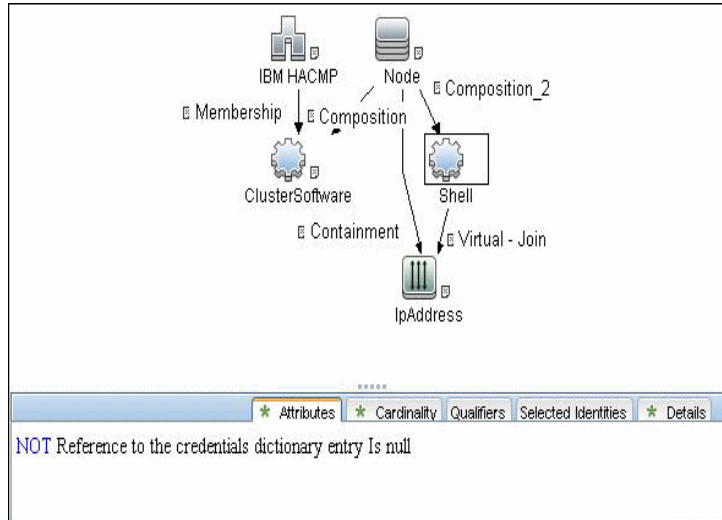 IBM HACMP
Node
Composition_2
Membership
Composition
ClusterSoftware
Shell
Containment
Virtual - Join
IpAddress
Attributes
Cardinality
Qualifiers
Selected Identities
Details
NOT Reference to the credentials dictionary entry Is null